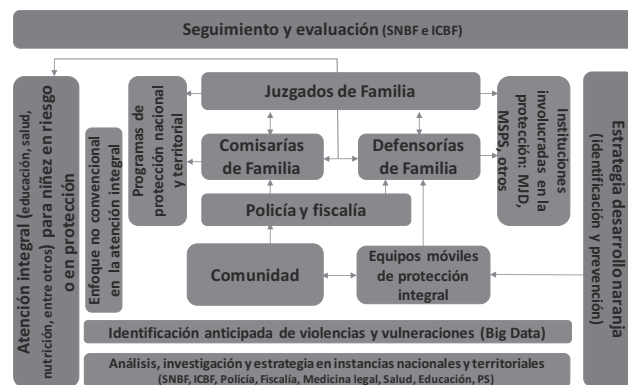 Seguimiento y evaluación (SNBF e ICBF)
Atención integral (educación, salud,
nutrición, entre otros) para niñez en riesgo
o en protección
Enfoque no convencional
en la atención integral
Programas de
protección nacional
y territorial
Juzgados de Familia
Comisarías
de Familia
Defensorías
de Familia
Policía y fiscalía
Comunidad
Equipos móviles
de protección
integral
Instituciones
involucradas en la
protección: MJD,
MSPS, otros
Estrategia desarrollo naranja
(identificación y prevención)
Identificación anticipada de violencias y vulneraciones (Big Data)
Análisis, investigación y estrategia en instancias nacionales y territoriales
(SNBF, ICBF, Policía, Fiscalía, Medicina legal, Salud, Educación, PS)